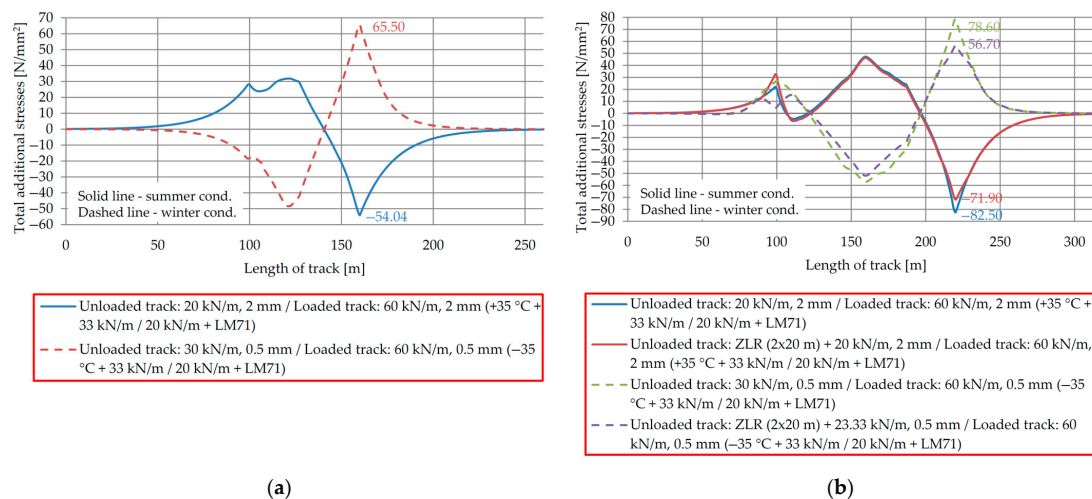 Total additional stresses [N/mm²]
70
60
50
40
30
20
10
0
−10
−20
−30
−40
−50
−60
65.50
−54.04
Solid line - summer cond.
Dashed line - winter cond.
0 50 100 150 200 250
Length of track [m]
Unloaded track: 20 kN/m, 2 mm / Loaded track: 60 kN/m, 2 mm (+35 °C +
33 kN/m / 20 kN/m + LM71)
Unloaded track: 30 kN/m, 0.5 mm / Loaded track: 60 kN/m, 0.5 mm (−35
°C + 33 kN/m / 20 kN/m + LM71)
(a)
Total additional stresses [N/mm²]
80
70
60
50
40
30
20
10
0
−10
−20
−30
−40
−50
−60
−70
−80
−90
78.60
56.70
−71.90
−82.50
Solid line - summer cond.
Dashed line - winter cond.
0 50 100 150 200 250 300
Length of track [m]
Unloaded track: 20 kN/m, 2 mm / Loaded track: 60 kN/m, 2 mm (+35 °C +
33 kN/m / 20 kN/m + LM71)
Unloaded track: ZLR (2x20 m) + 20 kN/m, 2 mm / Loaded track: 60 kN/m,
2 mm (+35 °C + 33 kN/m / 20 kN/m + LM71)
Unloaded track: 30 kN/m, 0.5 mm / Loaded track: 60 kN/m, 0.5 mm (−35
°C + 33 kN/m / 20 kN/m + LM71)
Unloaded track: ZLR (2x20 m) + 23.33 kN/m, 0.5 mm / Loaded track: 60
kN/m, 0.5 mm (−35 °C + 33 kN/m / 20 kN/m + LM71)
(b)